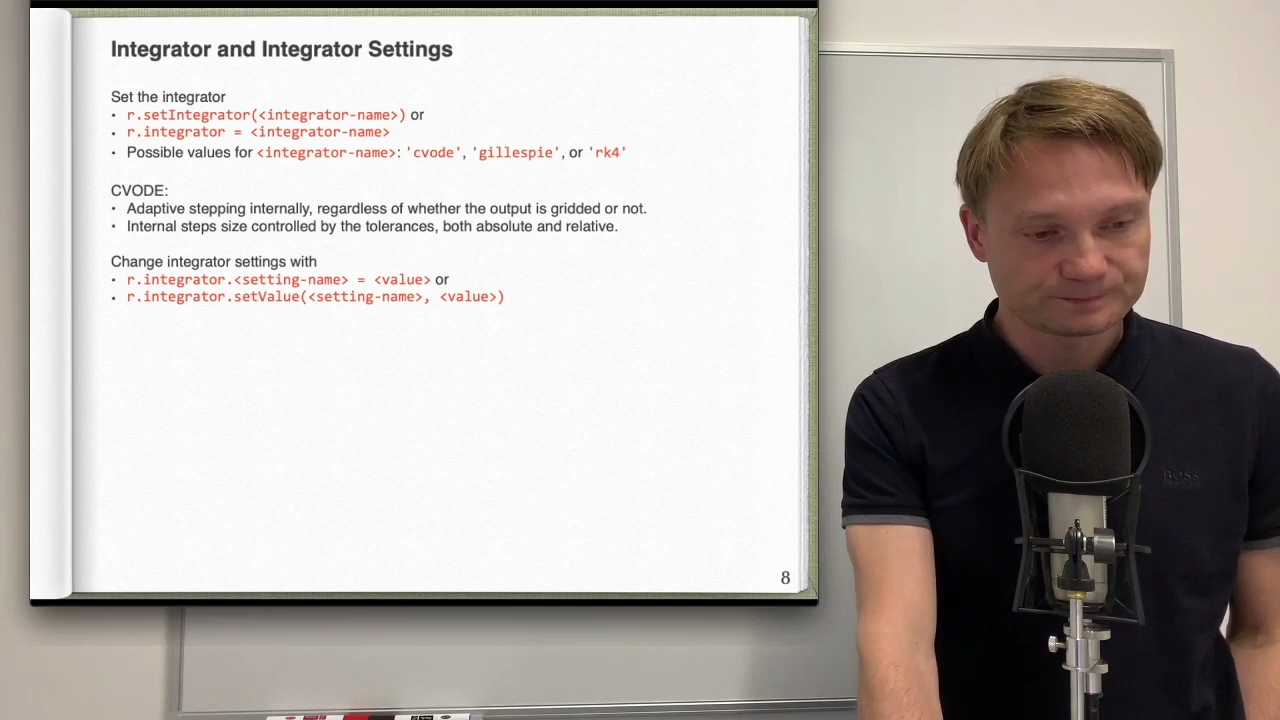 Integrator and Integrator Settings
Set the integrator
• r.setIntegrator(<integrator-name>) or
• r.integrator = <integrator-name>
• Possible values for <integrator-name>: 'cvode', 'gillespie', or 'rk4'
CVODE:
• Adaptive stepping internally, regardless of whether the output is gridded or not.
• Internal steps size controlled by the tolerances, both absolute and relative.
Change integrator settings with
• r.integrator.<setting-name> = <value> or
• r.integrator.setValue(<setting-name>, <value>)
8
BOSS